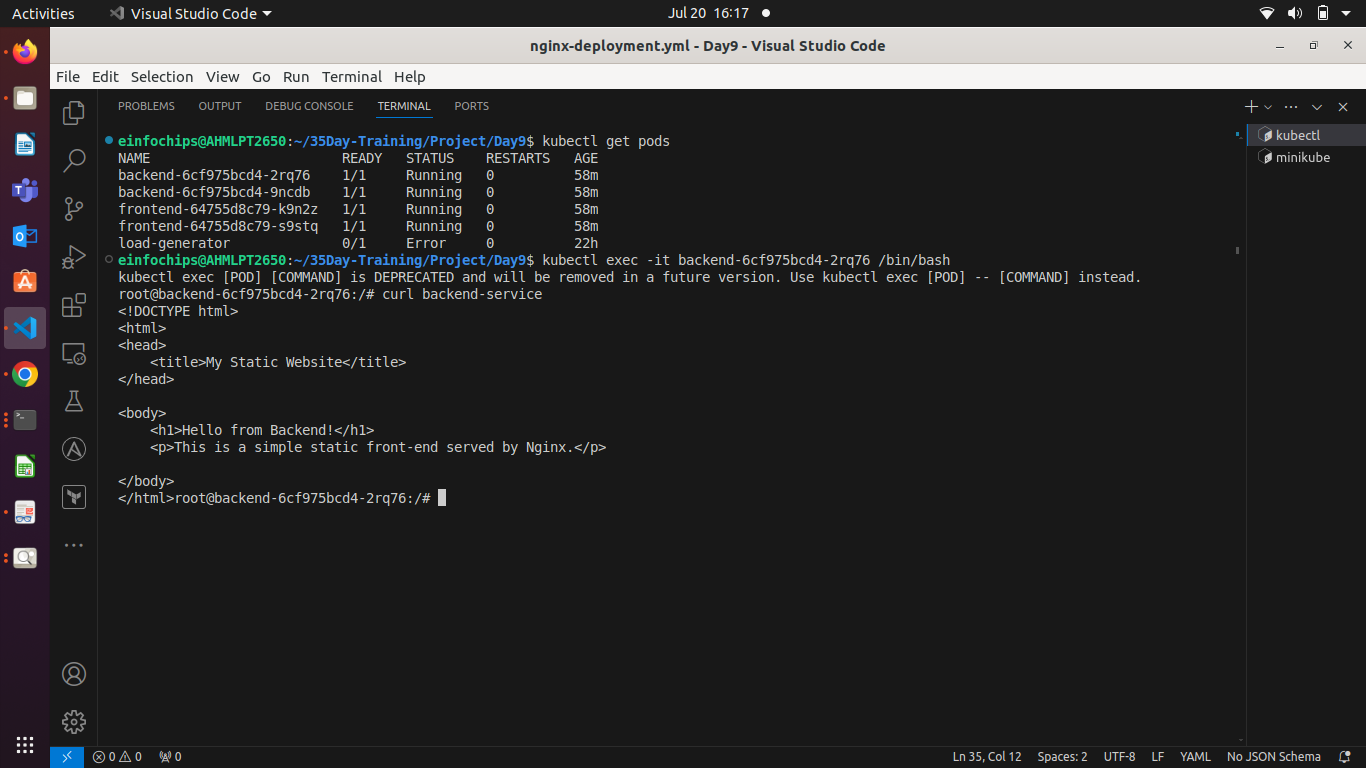 Activities
Visual Studio Code
Jul 20 16:17
nginx-deployment.yml - Day9 - Visual Studio Code
File Edit Selection View Go Run Terminal Help
PROBLEMS OUTPUT DEBUG CONSOLE TERMINAL PORTS
kubectl
minikube
einfochips@AHMLPT2650:~/35Day-Training/Project/Day9$ kubectl get pods
NAME READY STATUS RESTARTS AGE
backend-6cf975bcd4-2rq76 1/1 Running 0 58m
backend-6cf975bcd4-9ncdb 1/1 Running 0 58m
frontend-64755d8c79-k9n2z 1/1 Running 0 58m
frontend-64755d8c79-s9stq 1/1 Running 0 58m
load-generator 0/1 Error 0 22h
einfochips@AHMLPT2650:~/35Day-Training/Project/Day9$ kubectl exec -it backend-6cf975bcd4-2rq76 /bin/bash
kubectl exec [POD] [COMMAND] is DEPRECATED and will be removed in a future version. Use kubectl exec [POD] -- [COMMAND] instead.
root@backend-6cf975bcd4-2rq76:/# curl backend-service
<!DOCTYPE html>
<html>
<head>
    <title>My Static Website</title>
</head>

<body>
    <h1>Hello from Backend!</h1>
    <p>This is a simple static front-end served by Nginx.</p>

</body>
</html>root@backend-6cf975bcd4-2rq76:/#
0 0 0
Ln 35, Col 12 Spaces: 2 UTF-8 LF YAML No JSON Schema